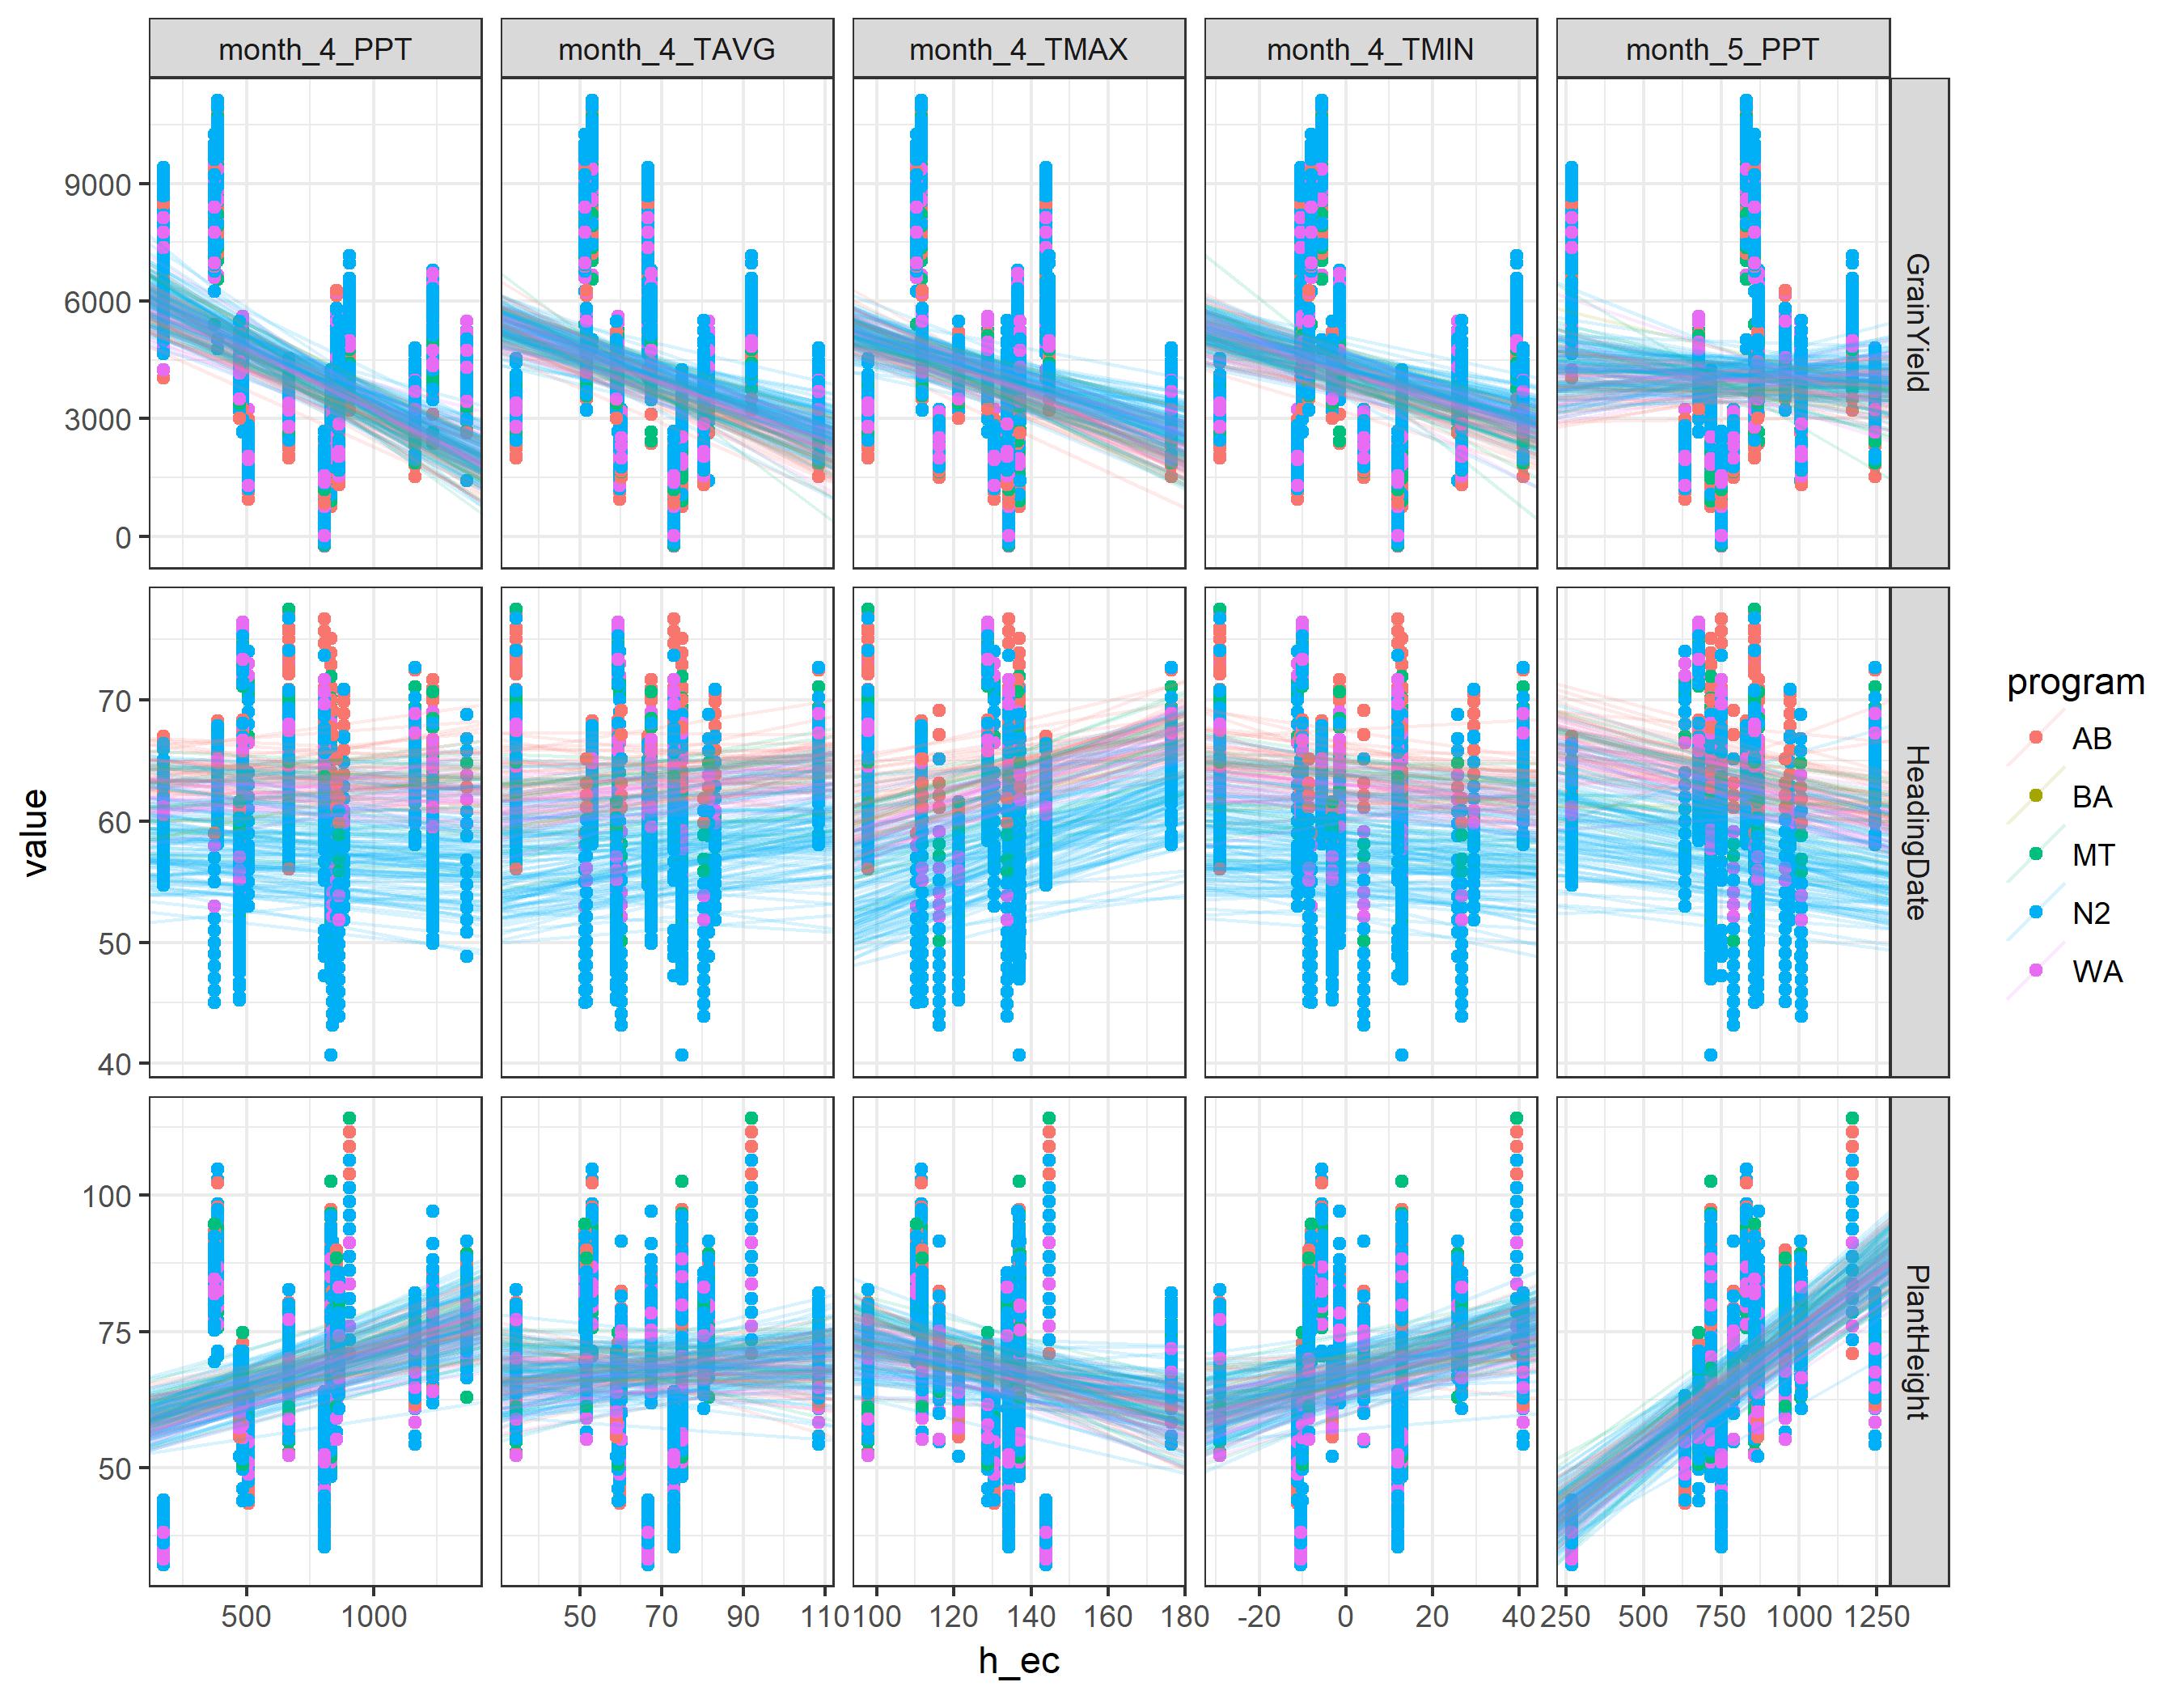 month_4_PPT month_4_TAVG month_4_TMAX month_4_TMIN month_5_PPT
9000
6000
3000
0
GrainYield
70
60
50
40
HeadingDate
100
75
50
PlantHeight
value
500 1000 50 70 90 110 100 120 140 160 180 -20 0 20 40 250 500 750 1000 1250
h_ec
program
AB
BA
MT
N2
WA